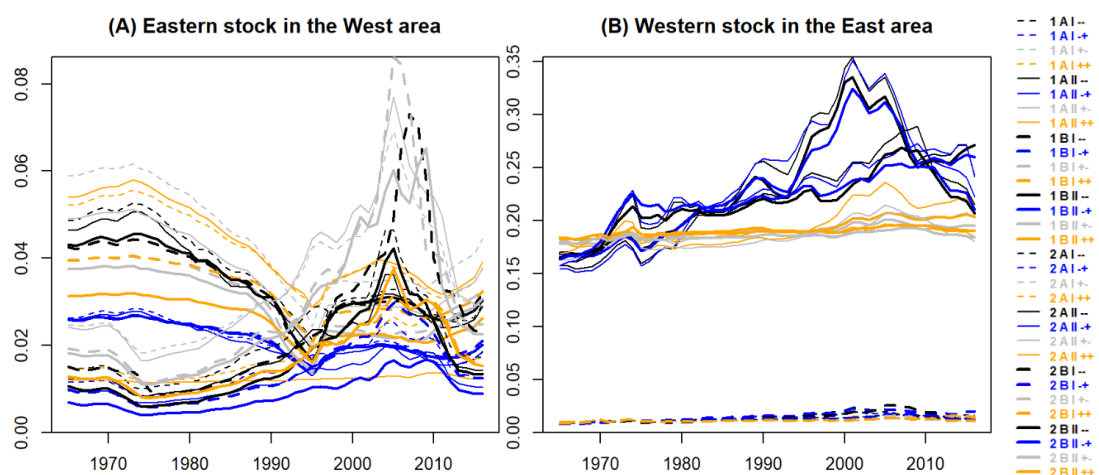 (A) Eastern stock in the West area
(B) Western stock in the East area
0.00
0.02
0.04
0.06
0.08
1970
1980
1990
2000
2010
0.00
0.05
0.10
0.15
0.20
0.25
0.30
0.35
1970
1980
1990
2000
2010
1 A I --
1 A I -+
1 A I +-
1 A I ++
1 A II --
1 A II -+
1 A II +-
1 A II ++
1 B I --
1 B I -+
1 B I +-
1 B I ++
1 B II --
1 B II -+
1 B II +-
1 B II ++
2 A I --
2 A I -+
2 A I +-
2 A I ++
2 A II --
2 A II -+
2 A II +-
2 A II ++
2 B I --
2 B I -+
2 B I +-
2 B I ++
2 B II --
2 B II -+
2 B II +-
2 B II ++